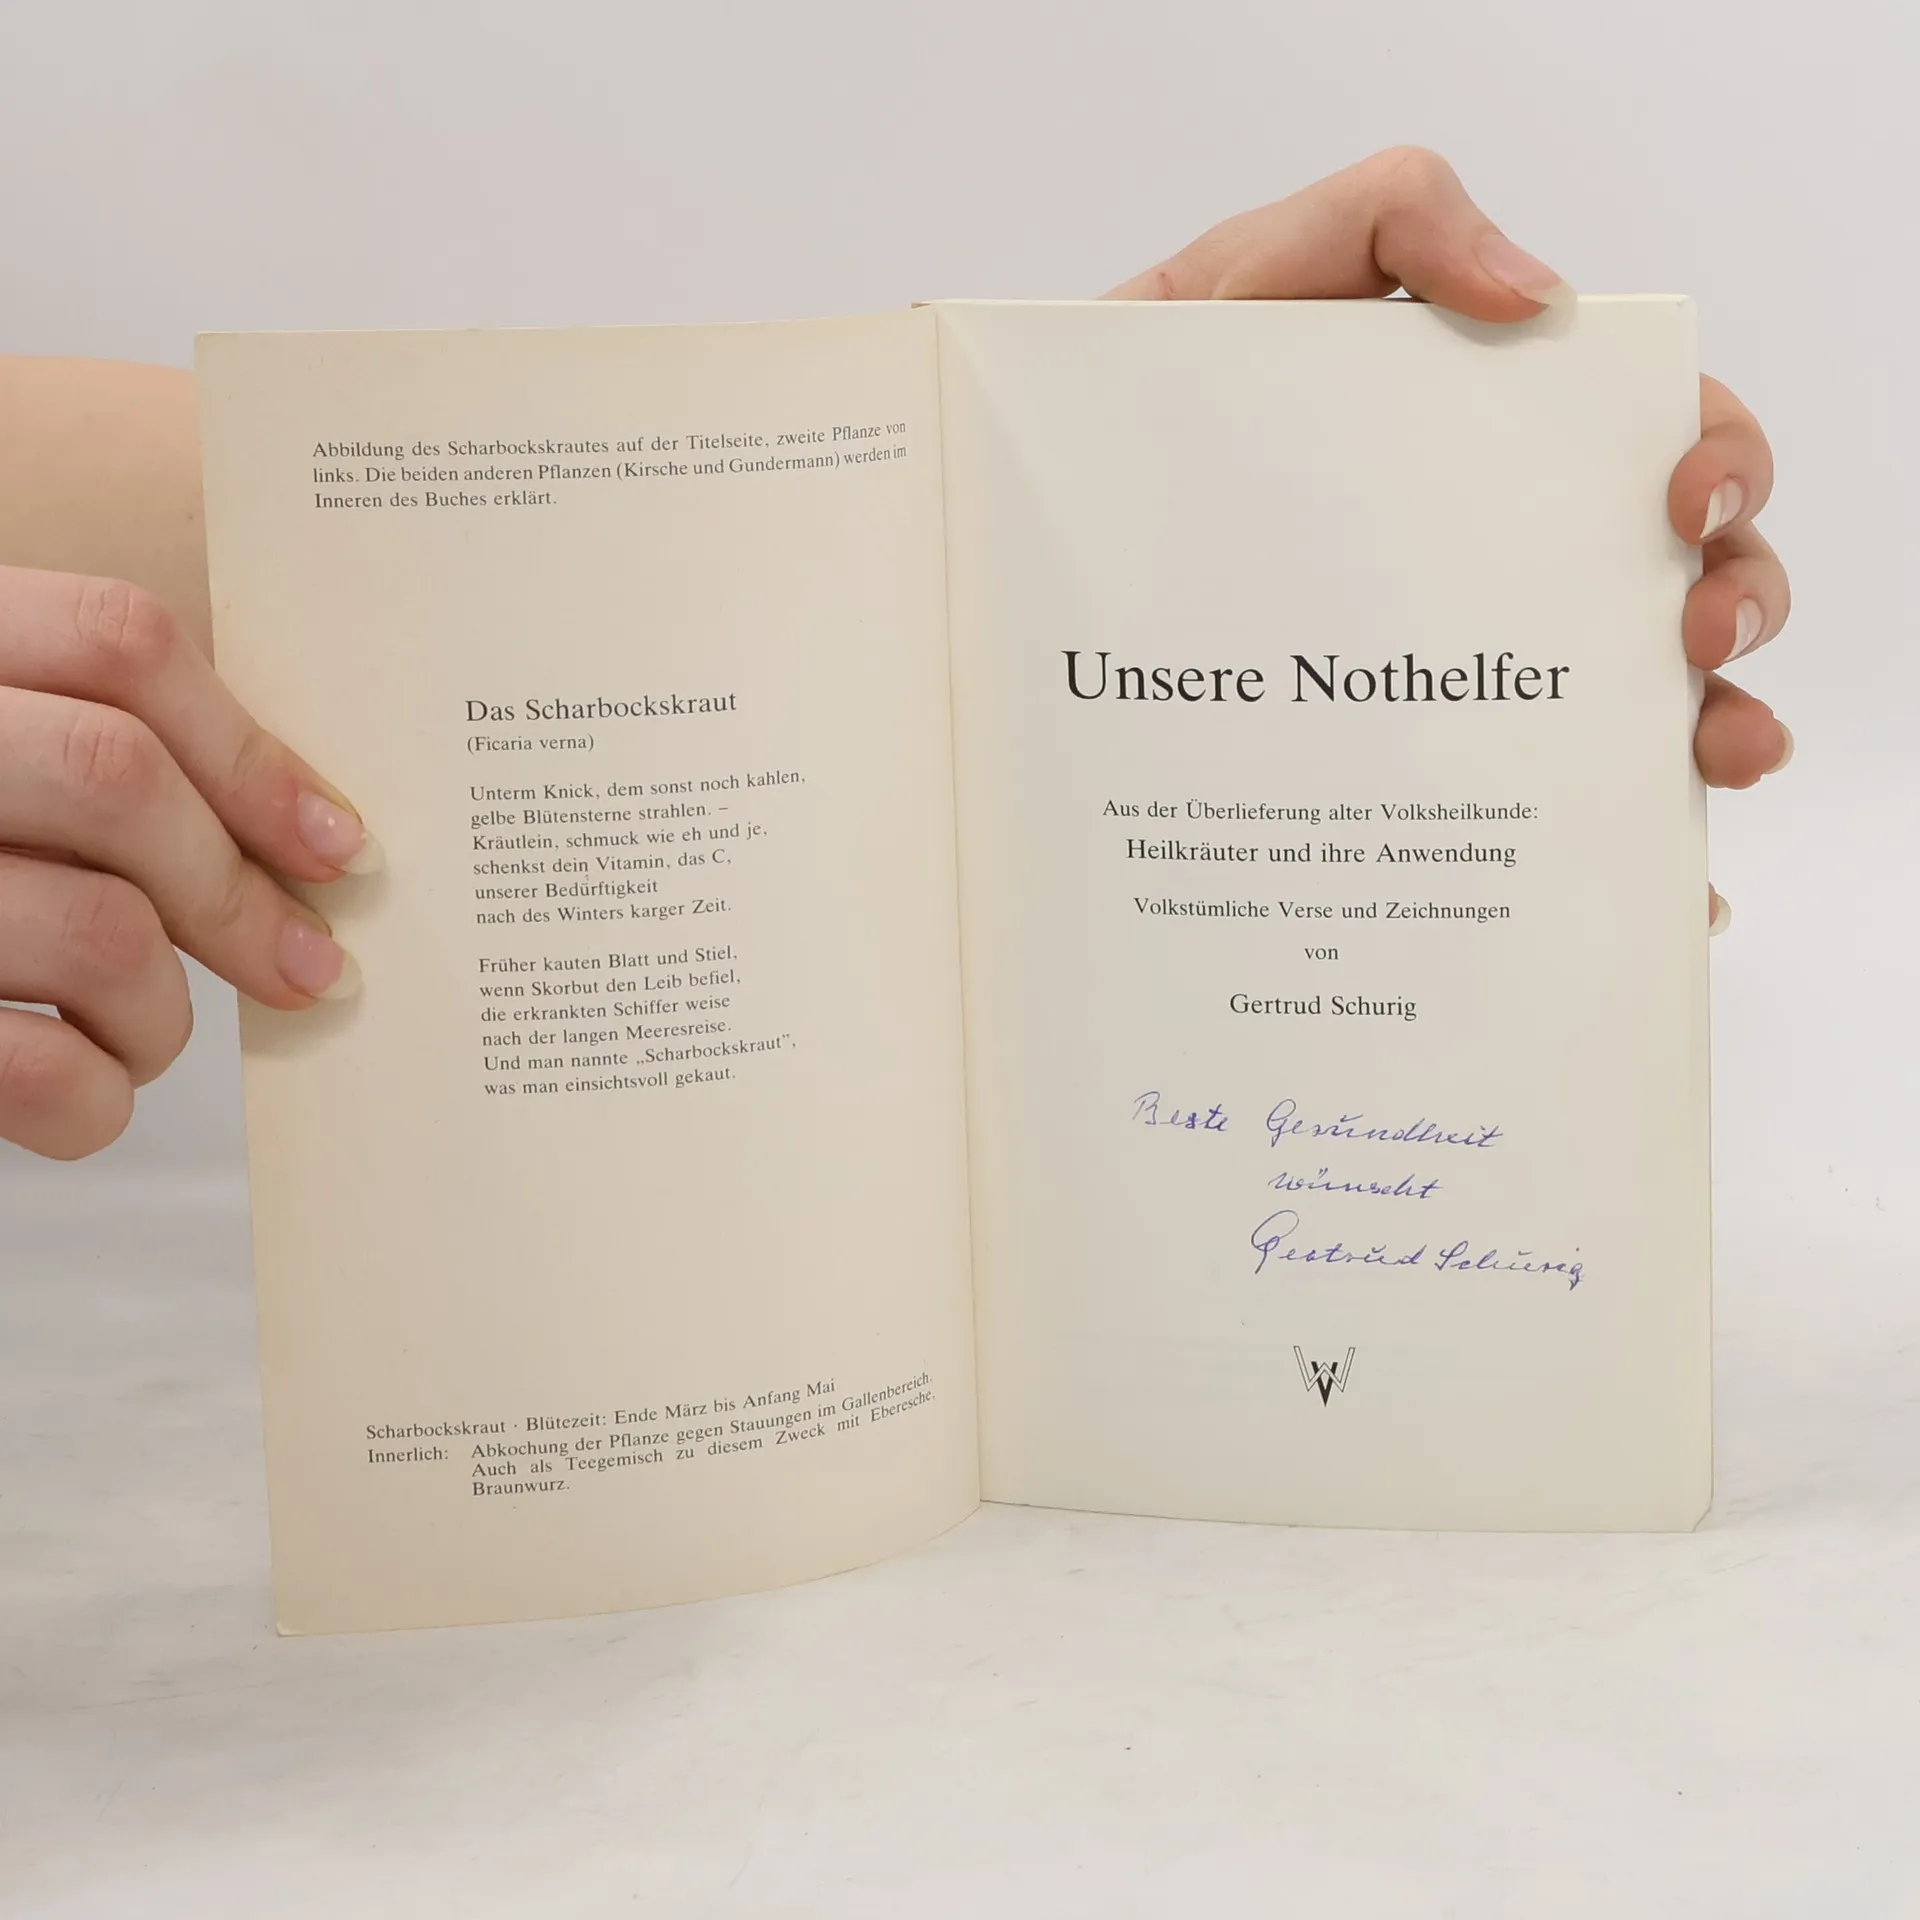 Abbildung des Scharbockskrautes auf der Titelseite, zweite Pflanze von
links. Die beiden anderen Pflanzen (Kirsche und Gundermann) werden im
Inneren des Buches erklärt.
Das Scharbockskraut
(Ficaria verna)
Unterm Knick, dem sonst noch kahlen,
gelbe Blütensterne strahlen. –
Kräutlein, schmuck wie eh und je,
schenkst dein Vitamin, das C,
unserer Bedürftigkeit
nach des Winters karger Zeit.
Früher kauten Blatt und Stiel,
wenn Skorbut den Leib befiel,
die erkrankten Schiffer weise
nach der langen Meeresreise.
Und man nannte „Scharbockskraut”,
was man einsichtsvoll gekaut.
Scharbockskraut · Blütezeit: Ende März bis Anfang Mai
Innerlich: Abkochung der Pflanze gegen Stauungen im Gallenbereich.
Auch als Teegemisch zu diesem Zweck mit Eberesche,
Braunwurz.
Unsere Nothelfer
Aus der Überlieferung alter Volksheilkunde:
Heilkräuter und ihre Anwendung
Volkstümliche Verse und Zeichnungen
von
Gertrud Schurig
Beste Gesundheit
wünscht
Gertrud Schurig
W